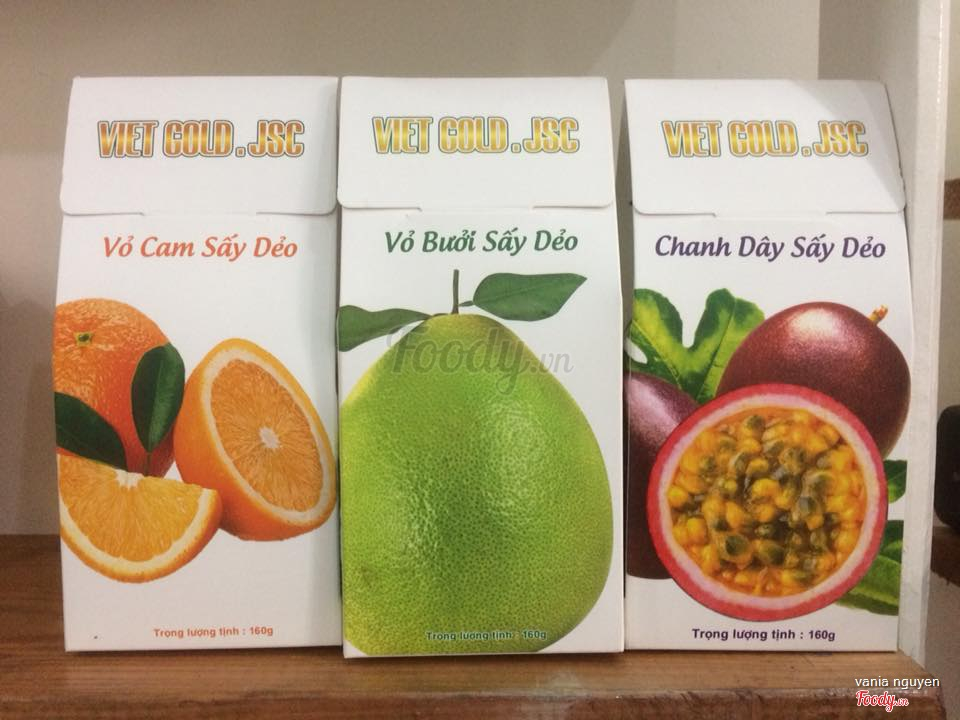 VIET GOLD.JSC
Vỏ Cam Sấy Dẻo
Trọng lượng tịnh : 160g
VIET GOLD.JSC
Vỏ Bưởi Sấy Dẻo
Trọng lượng tịnh : 160g
VIET GOLD.JSC
Chanh Dây Sấy Dẻo
Trọng lượng tịnh : 160g
Foody.vn
vania nguyen
Foody.vn